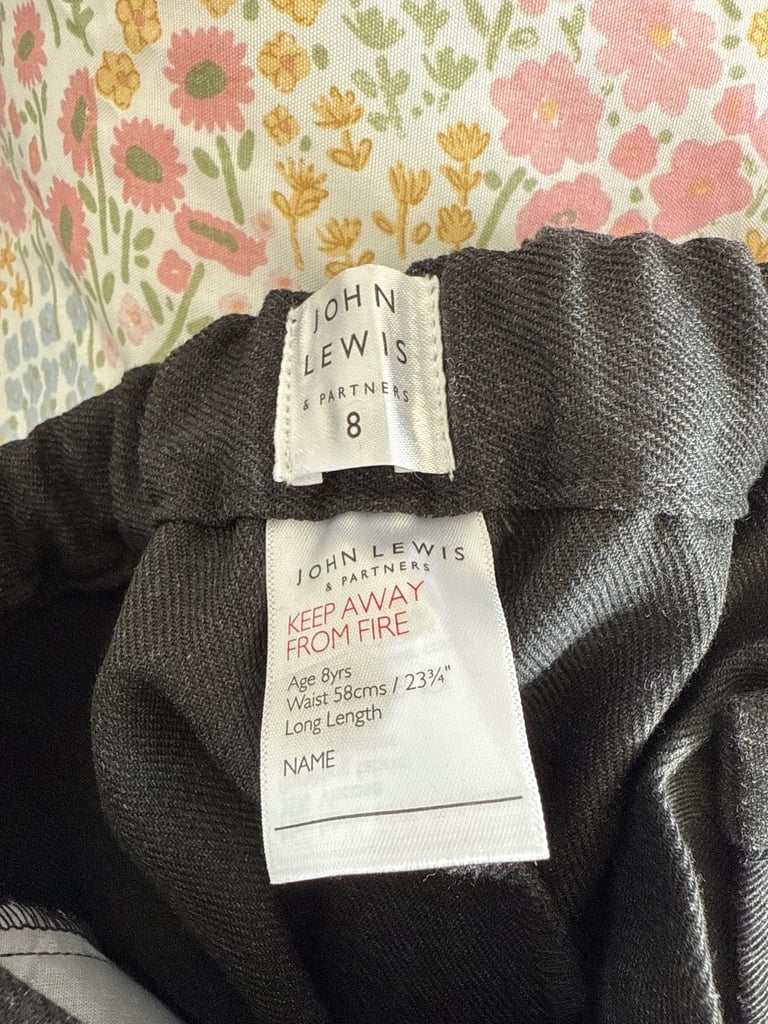 JOHN
LEWIS
& PARTNERS
8
JOHN LEWIS
& PARTNERS
KEEP AWAY
FROM FIRE
Age 8yrs
Waist 58cms / 23¾"
Long Length
NAME